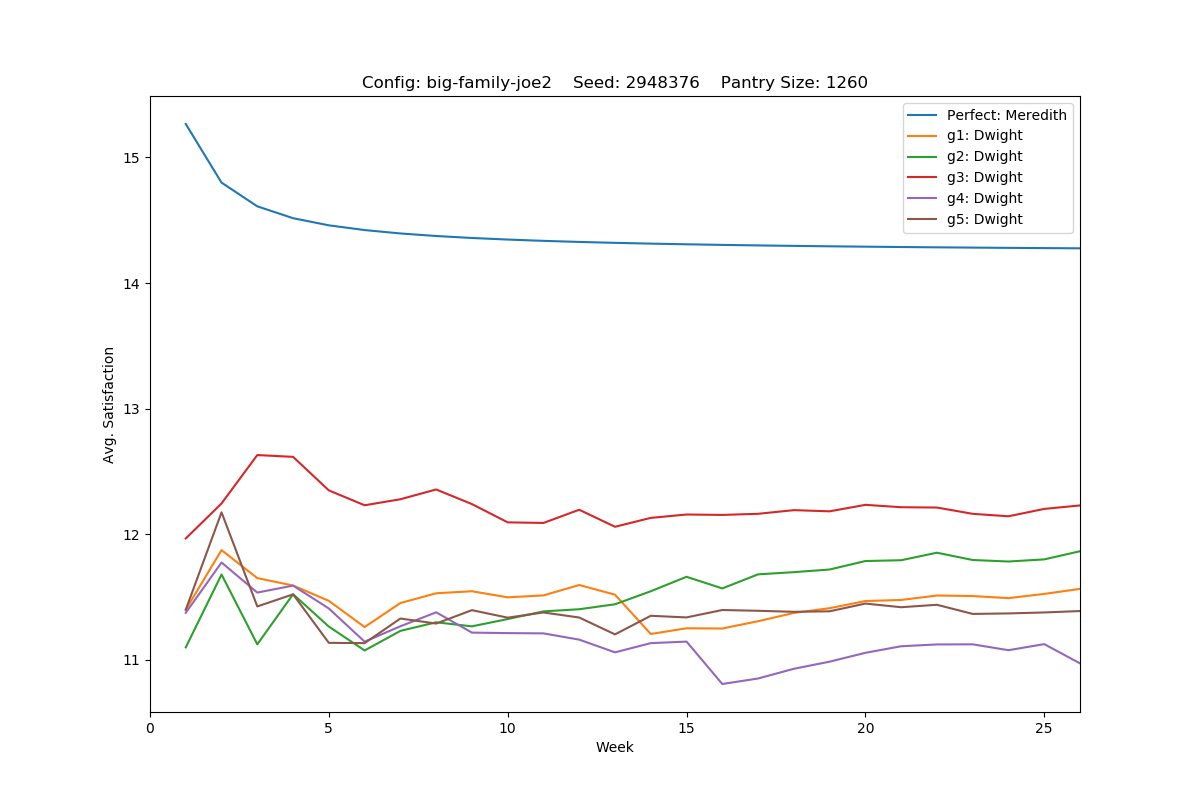 Config: big-family-joe2    Seed: 2948376    Pantry Size: 1260
Perfect: Meredith
g1: Dwight
g2: Dwight
g3: Dwight
g4: Dwight
g5: Dwight
15
14
13
12
11
Avg. Satisfaction
0 5 10 15 20 25
Week